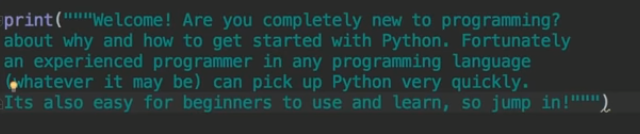 print("""Welcome! Are you completely new to programming?
about why and how to get started with Python. Fortunately
an experienced programmer in any programming language
(whatever it may be) can pick up Python very quickly.
Its also easy for beginners to use and learn, so jump in!""")